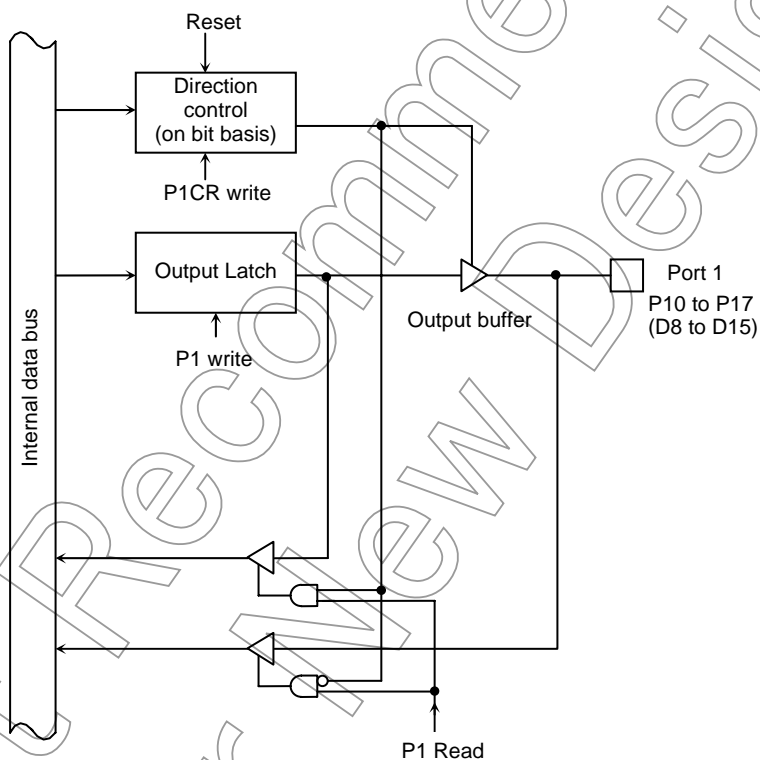 Reset
Direction
control
(on bit basis)
P1CR write
Output Latch
P1 write
Output buffer
Port 1
P10 to P17
(D8 to D15)
Internal data bus
P1 Read